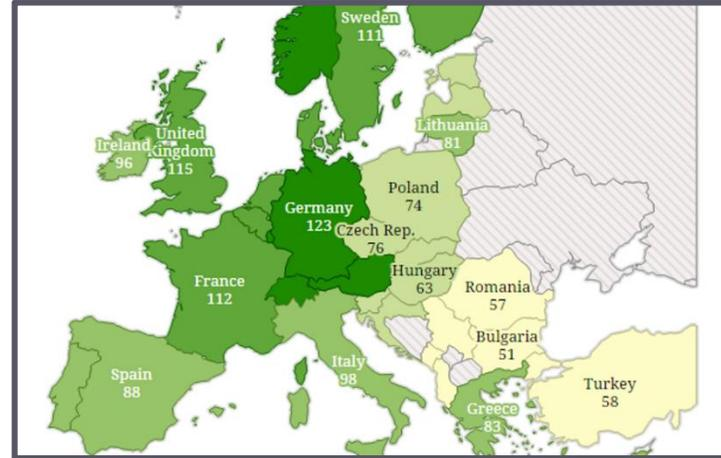 Sweden
111
Ireland
96
United
Kingdom
115
Lithuania
81
Poland
74
Germany
123
Czech Rep.
76
Hungary
63
France
112
Romania
57
Bulgaria
51
Spain
88
Italy
98
Greece
83
Turkey
58